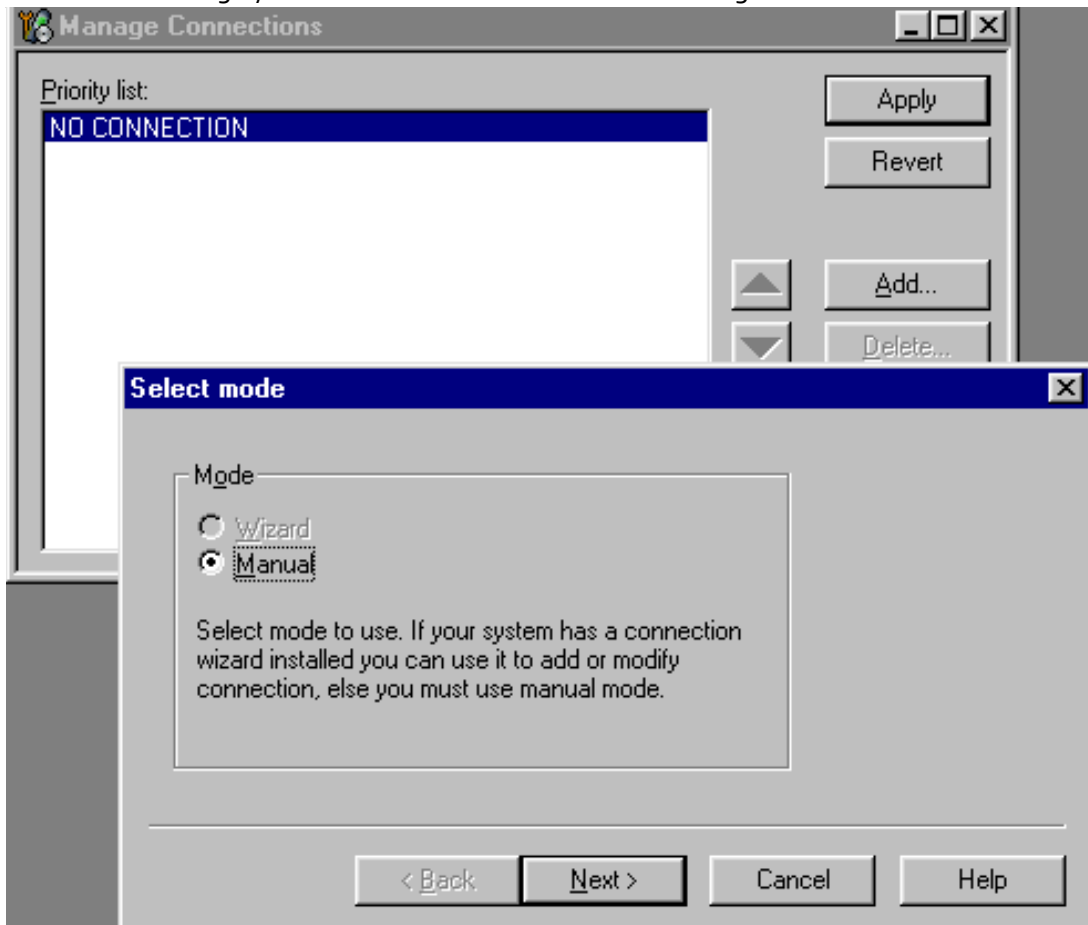 Manage Connections
Priority list:
NO CONNECTION
Apply
Revert
Add...
Delete...
Select mode
Mode
Wizard
Manual
Select mode to use. If your system has a connection
wizard installed you can use it to add or modify
connection, else you must use manual mode.
< Back
Next >
Cancel
Help